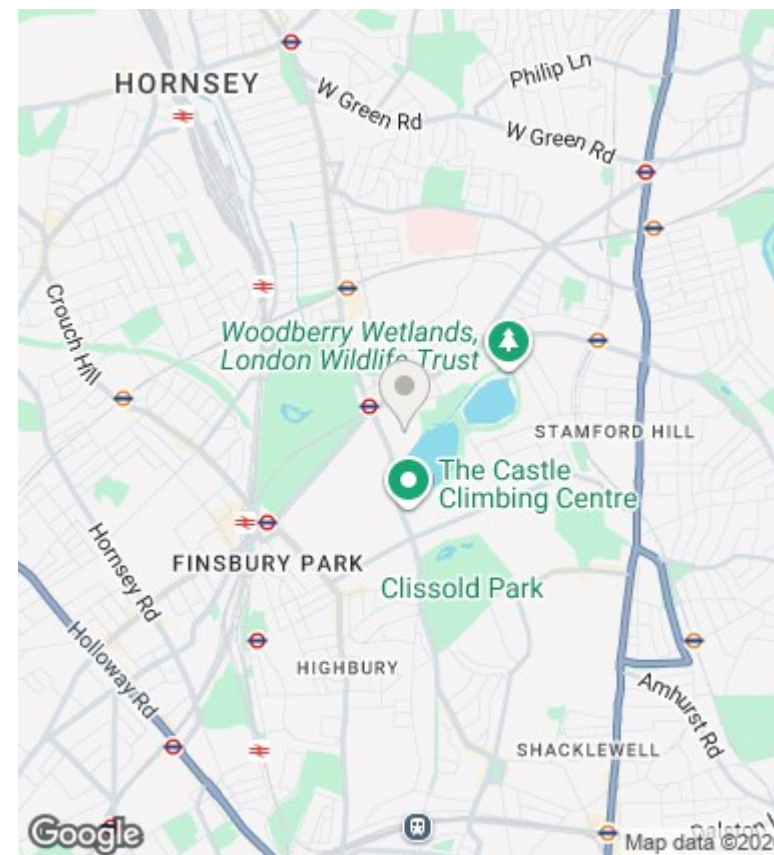 HORNSEY
Philip Ln
W Green Rd
W Green Rd
Crouch Hill
Woodberry Wetlands,
London Wildlife Trust
STAMFORD HILL
The Castle
Climbing Centre
Hornsey Rd
FINSBURY PARK
Clissold Park
Holloway Rd
HIGHBURY
Amhurst Rd
SHACKLEWELL
Google
Map data ©202